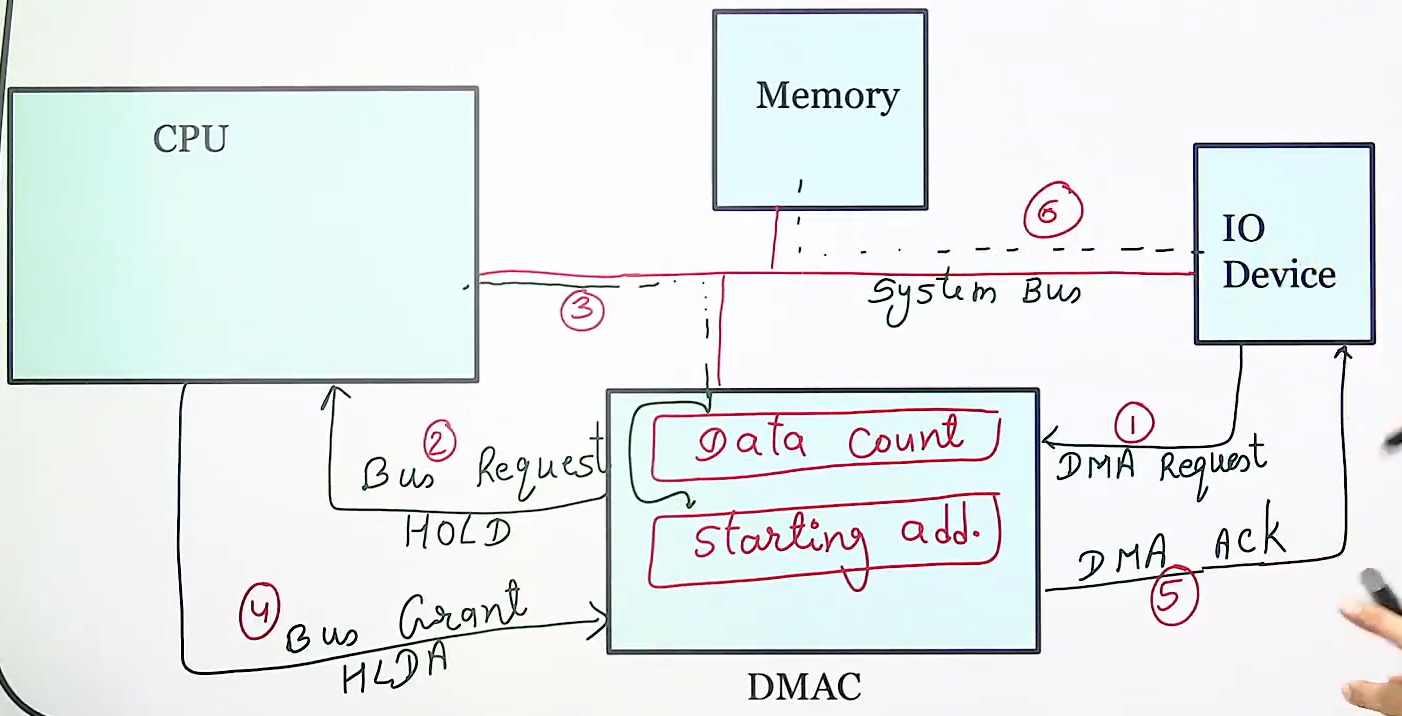 Memory
CPU
6
IO
Device
3
System Bus
Data Count
1
2
Bus Request
DMA Request
HOLD
Starting add.
DMA Ack
5
4
Bus Grant
HLDA
DMAC